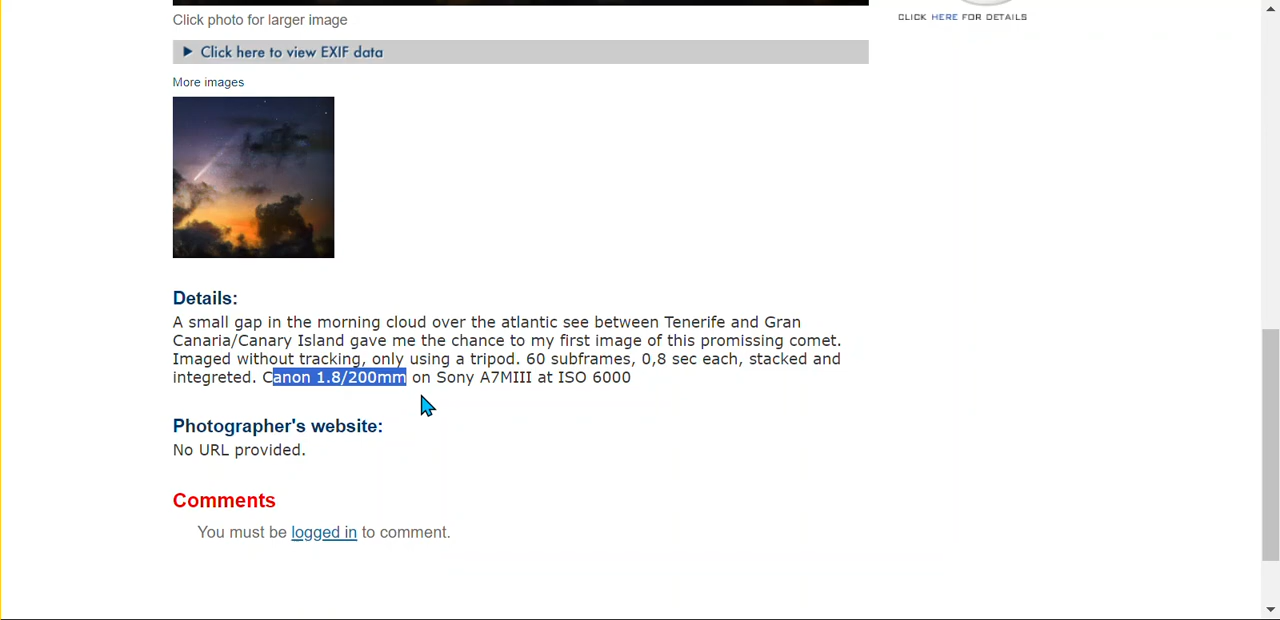 Click photo for larger image
CLICK HERE FOR DETAILS
Click here to view EXIF data
More images
Details:
A small gap in the morning cloud over the atlantic see between Tenerife and Gran
Canaria/Canary Island gave me the chance to my first image of this promissing comet.
Imaged without tracking, only using a tripod. 60 subframes, 0,8 sec each, stacked and
integreted. Canon 1.8/200mm on Sony A7MIII at ISO 6000
Photographer's website:
No URL provided.
Comments
You must be logged in to comment.